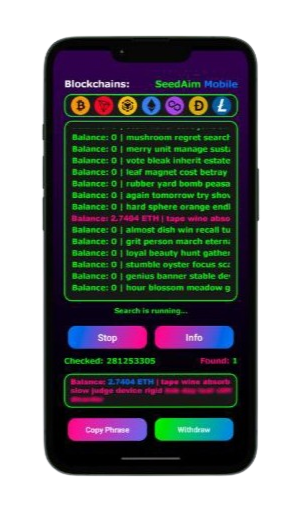 Blockchains: SeedAim Mobile
Balance: 0 | mushroom regret search
Balance: 0 | merry unit manage susta
Balance: 0 | vote bleak inherit estate
Balance: 0 | leaf magnet cost betray
Balance: 0 | rubber yard bomb peasa
Balance: 0 | again tomorrow try shov
Balance: 0 | hard sphere orange endl
Balance: 2.7404 ETH | tape wine abso
Balance: 0 | almost dish win recall tu
Balance: 0 | grit person march eterna
Balance: 0 | loyal beauty hunt gather
Balance: 0 | stumble oyster focus sca
Balance: 0 | genius banner stable de
Balance: 0 | hour blossom meadow g
Search is running...
Stop Info
Checked: 281253305 Found: 1
Balance: 2.7404 ETH | tape wine absorb
slow judge device rigid
Copy Phrase Withdraw